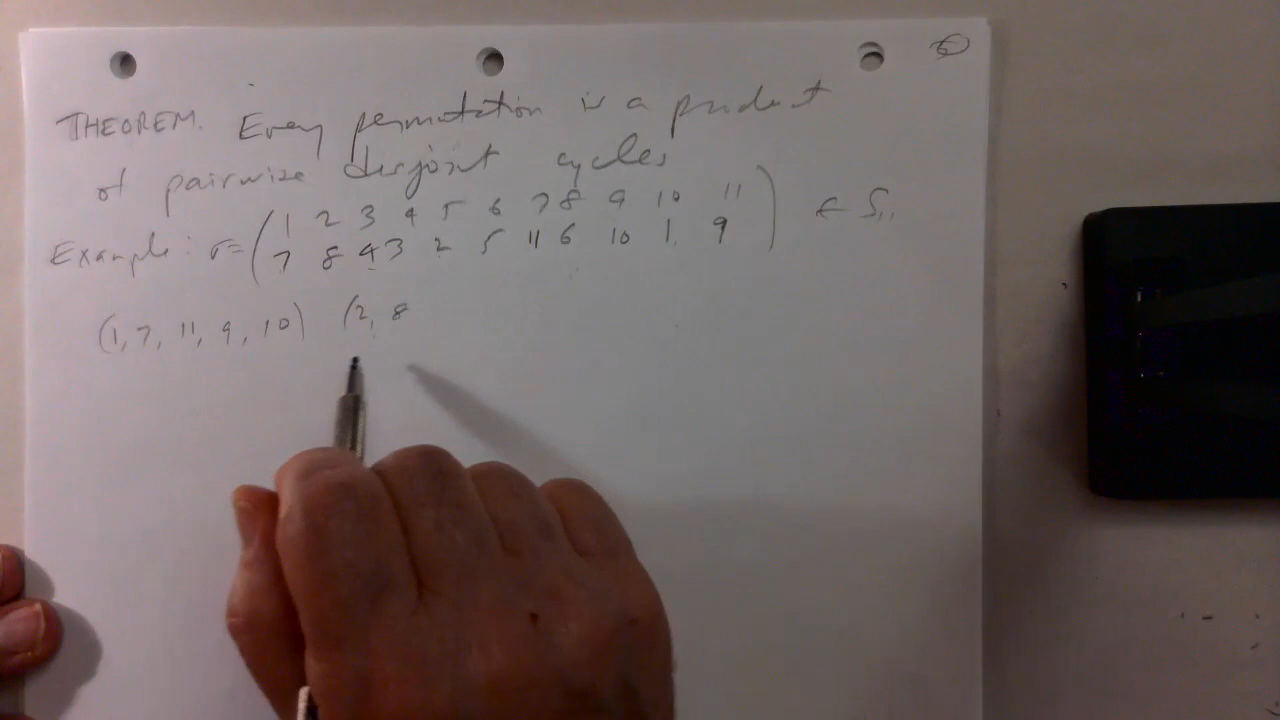 6
THEOREM. Every permutation is a product
of pairwise disjoint cycles
Example: σ= ( 1 2 3 4 5 6 7 8 9 10 11 ) ∈ S₁₁
7 8 4 3 2 5 11 6 10 1 9
(1, 7, 11, 9, 10) (2, 8